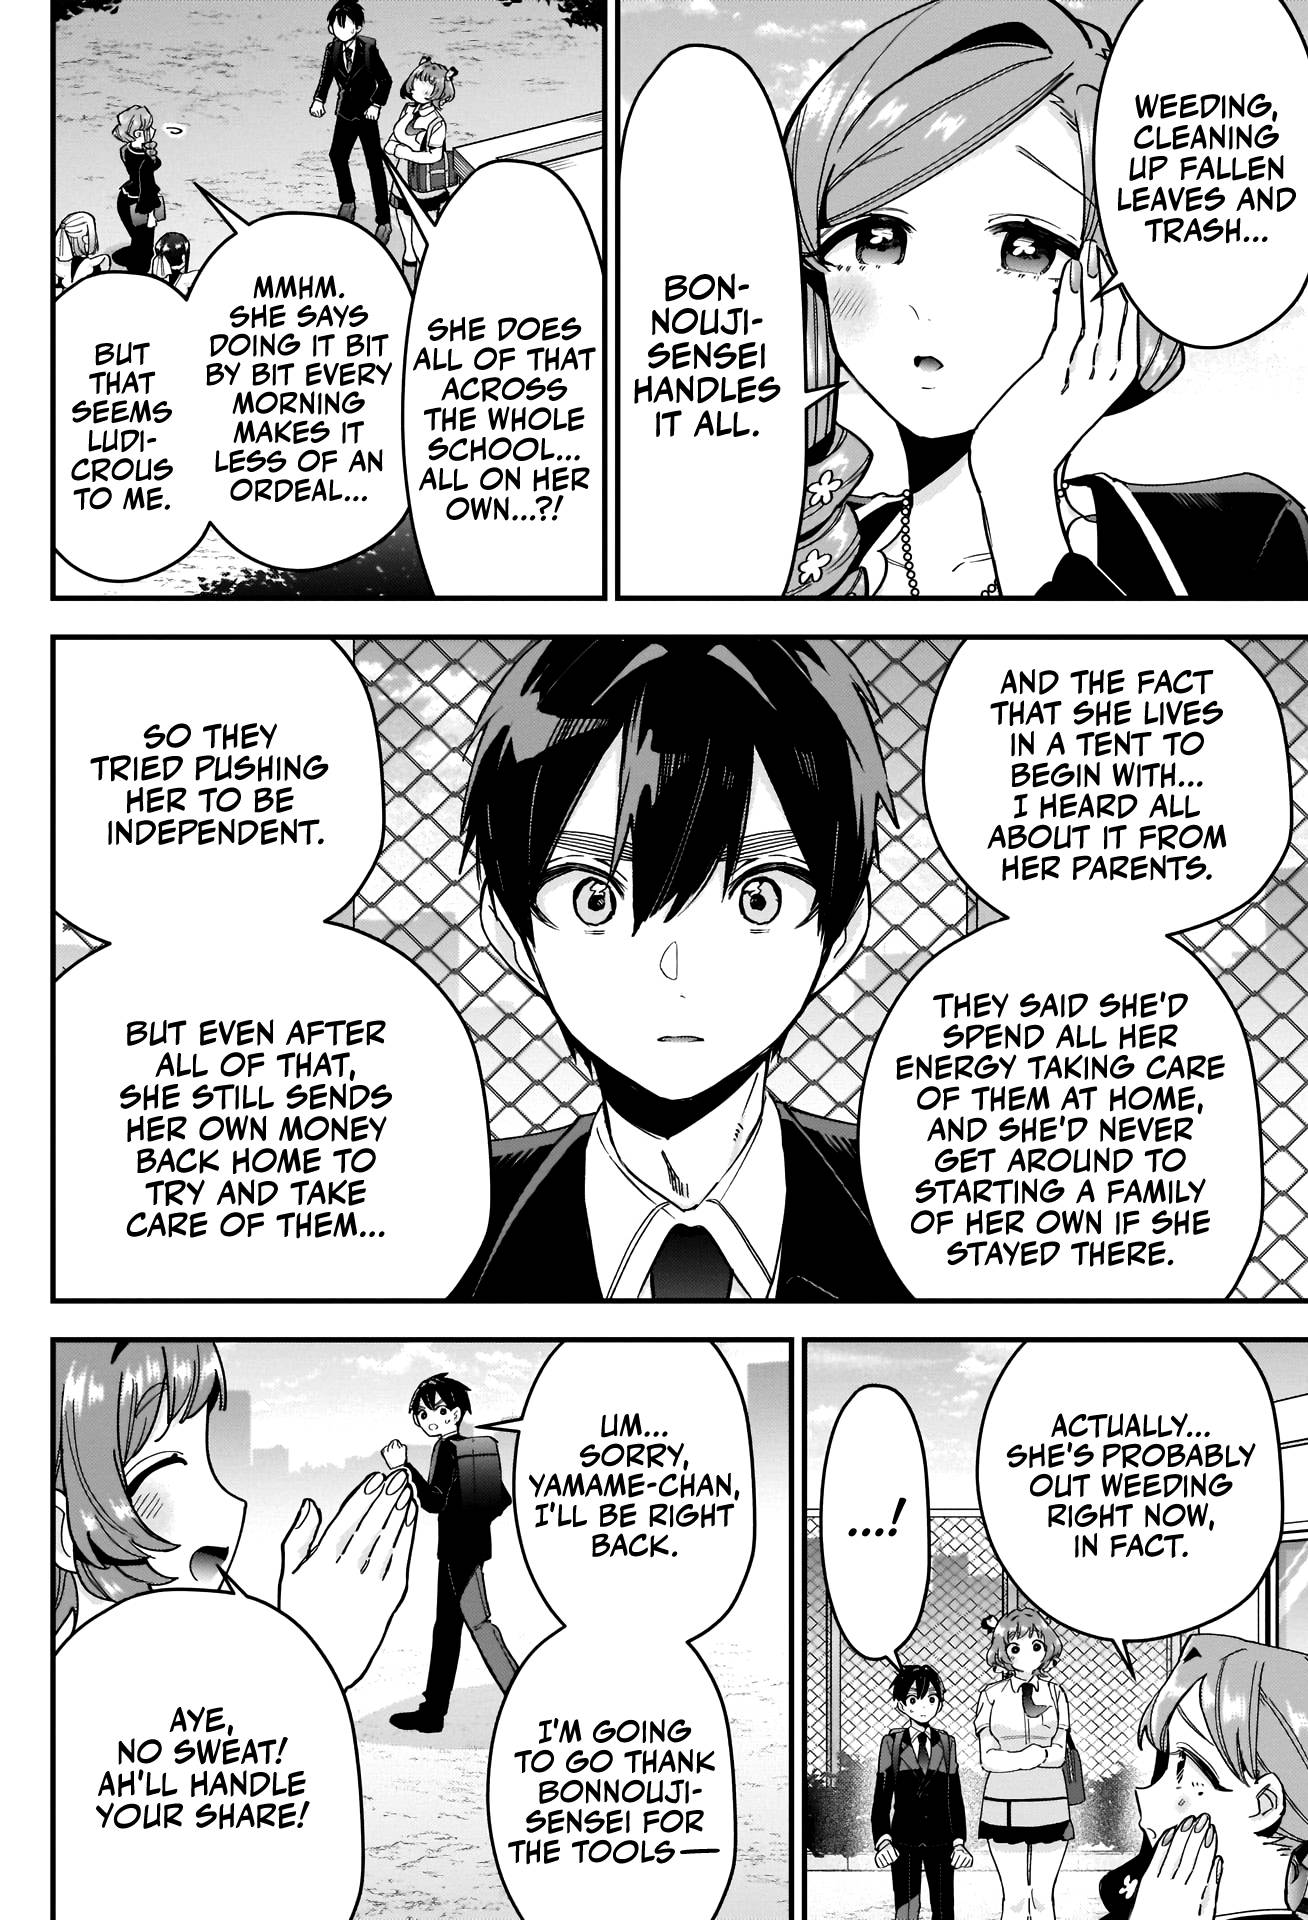 WEEDING,
CLEANING
UP FALLEN
LEAVES AND
TRASH...
BON-
NOUJI-
SENSEI
HANDLES
IT ALL.
SHE DOES
ALL OF THAT
ACROSS
THE WHOLE
SCHOOL...
ALL ON HER
OWN...?!
MMHM.
SHE SAYS
DOING IT BIT
BY BIT EVERY
MORNING
MAKES IT
LESS OF AN
ORDEAL...
BUT
THAT
SEEMS
LUDI-
CROUS
TO ME.
AND THE FACT
THAT SHE LIVES
IN A TENT TO
BEGIN WITH...
I HEARD ALL
ABOUT IT FROM
HER PARENTS.
THEY SAID SHE'D
SPEND ALL HER
ENERGY TAKING CARE
OF THEM AT HOME,
AND SHE'D NEVER
GET AROUND TO
STARTING A FAMILY
OF HER OWN IF SHE
STAYED THERE.
SO THEY
TRIED PUSHING
HER TO BE
INDEPENDENT.
BUT EVEN AFTER
ALL OF THAT,
SHE STILL SENDS
HER OWN MONEY
BACK HOME TO
TRY AND TAKE
CARE OF THEM...
ACTUALLY...
SHE'S PROBABLY
OUT WEEDING
RIGHT NOW,
IN FACT.
....!
UM...
SORRY,
YAMAME-CHAN,
I'LL BE RIGHT
BACK.
I'M GOING
TO GO THANK
BONNOUJI-
SENSEI FOR
THE TOOLS—
AYE,
NO SWEAT!
AH'LL HANDLE
YOUR SHARE!